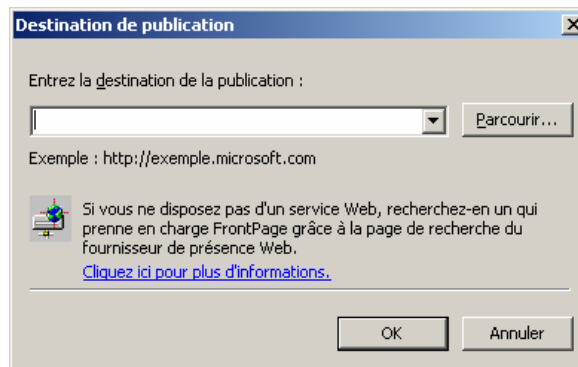 Destination de publication
Entrez la destination de la publication :
Parcourir...
Exemple : http://exemple.microsoft.com
Si vous ne disposez pas d'un service Web, recherchez-en un qui
prenne en charge FrontPage grâce à la page de recherche du
fournisseur de présence Web.
Cliquez ici pour plus d'informations.
OK
Annuler